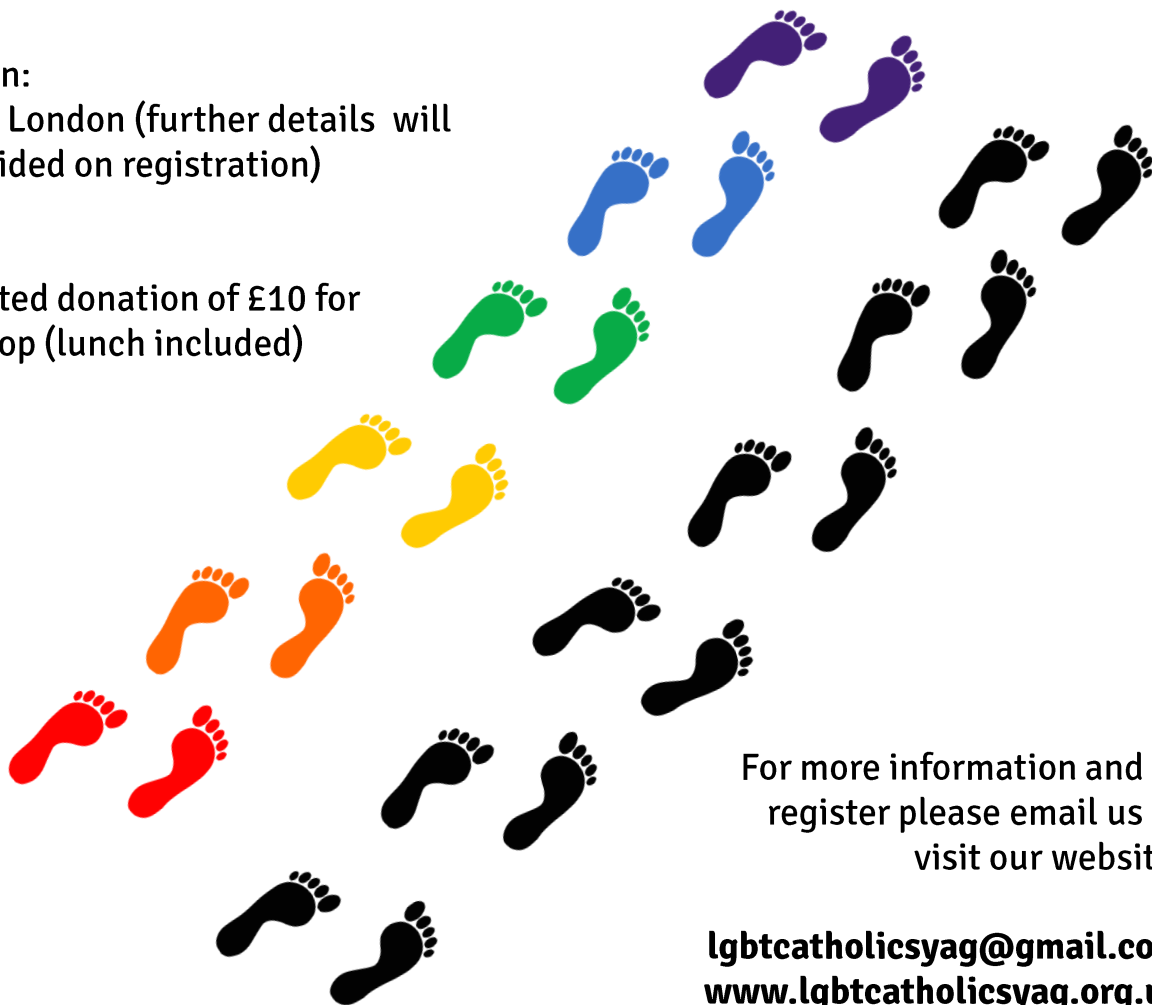 n:
London (further details will
ided on registration)
ted donation of £10 for
op (lunch included)
For more information and
register please email us
visit our websit
lgbtcatholicsyag@gmail.co
www.lgbtcatholicsyag.org.u